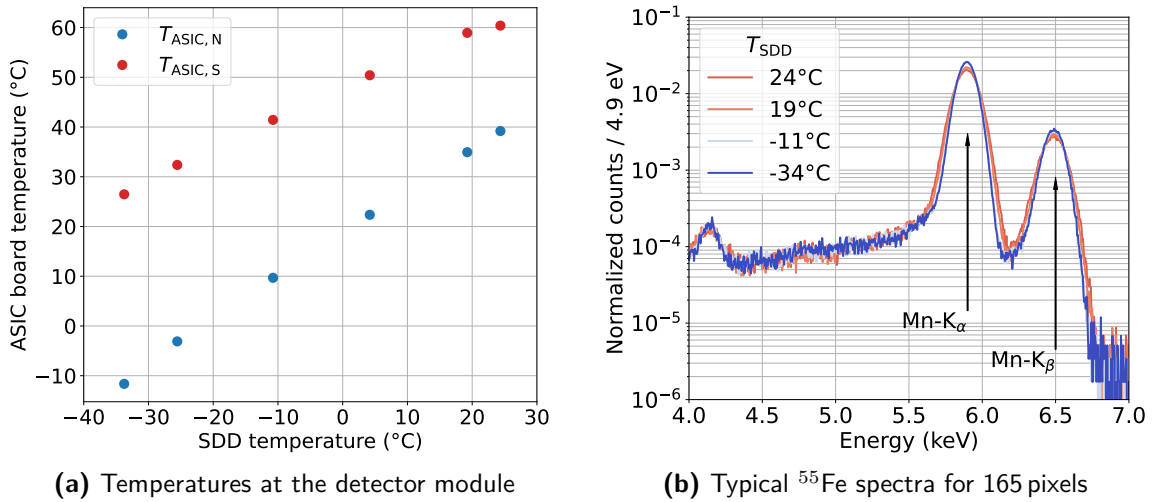 60
50
40
30
20
10
0
−10
−40
−30
−20
−10
0
10
20
30
ASIC board temperature (°C)
SDD temperature (°C)
T_ASIC, N
T_ASIC, S
(a) Temperatures at the detector module
10⁻¹
10⁻²
10⁻³
10⁻⁴
10⁻⁵
10⁻⁶
4.0
4.5
5.0
5.5
6.0
6.5
7.0
Normalized counts / 4.9 eV
Energy (keV)
T_SDD
24°C
19°C
-11°C
-34°C
Mn-K_α
Mn-K_β
(b) Typical ⁵⁵Fe spectra for 165 pixels